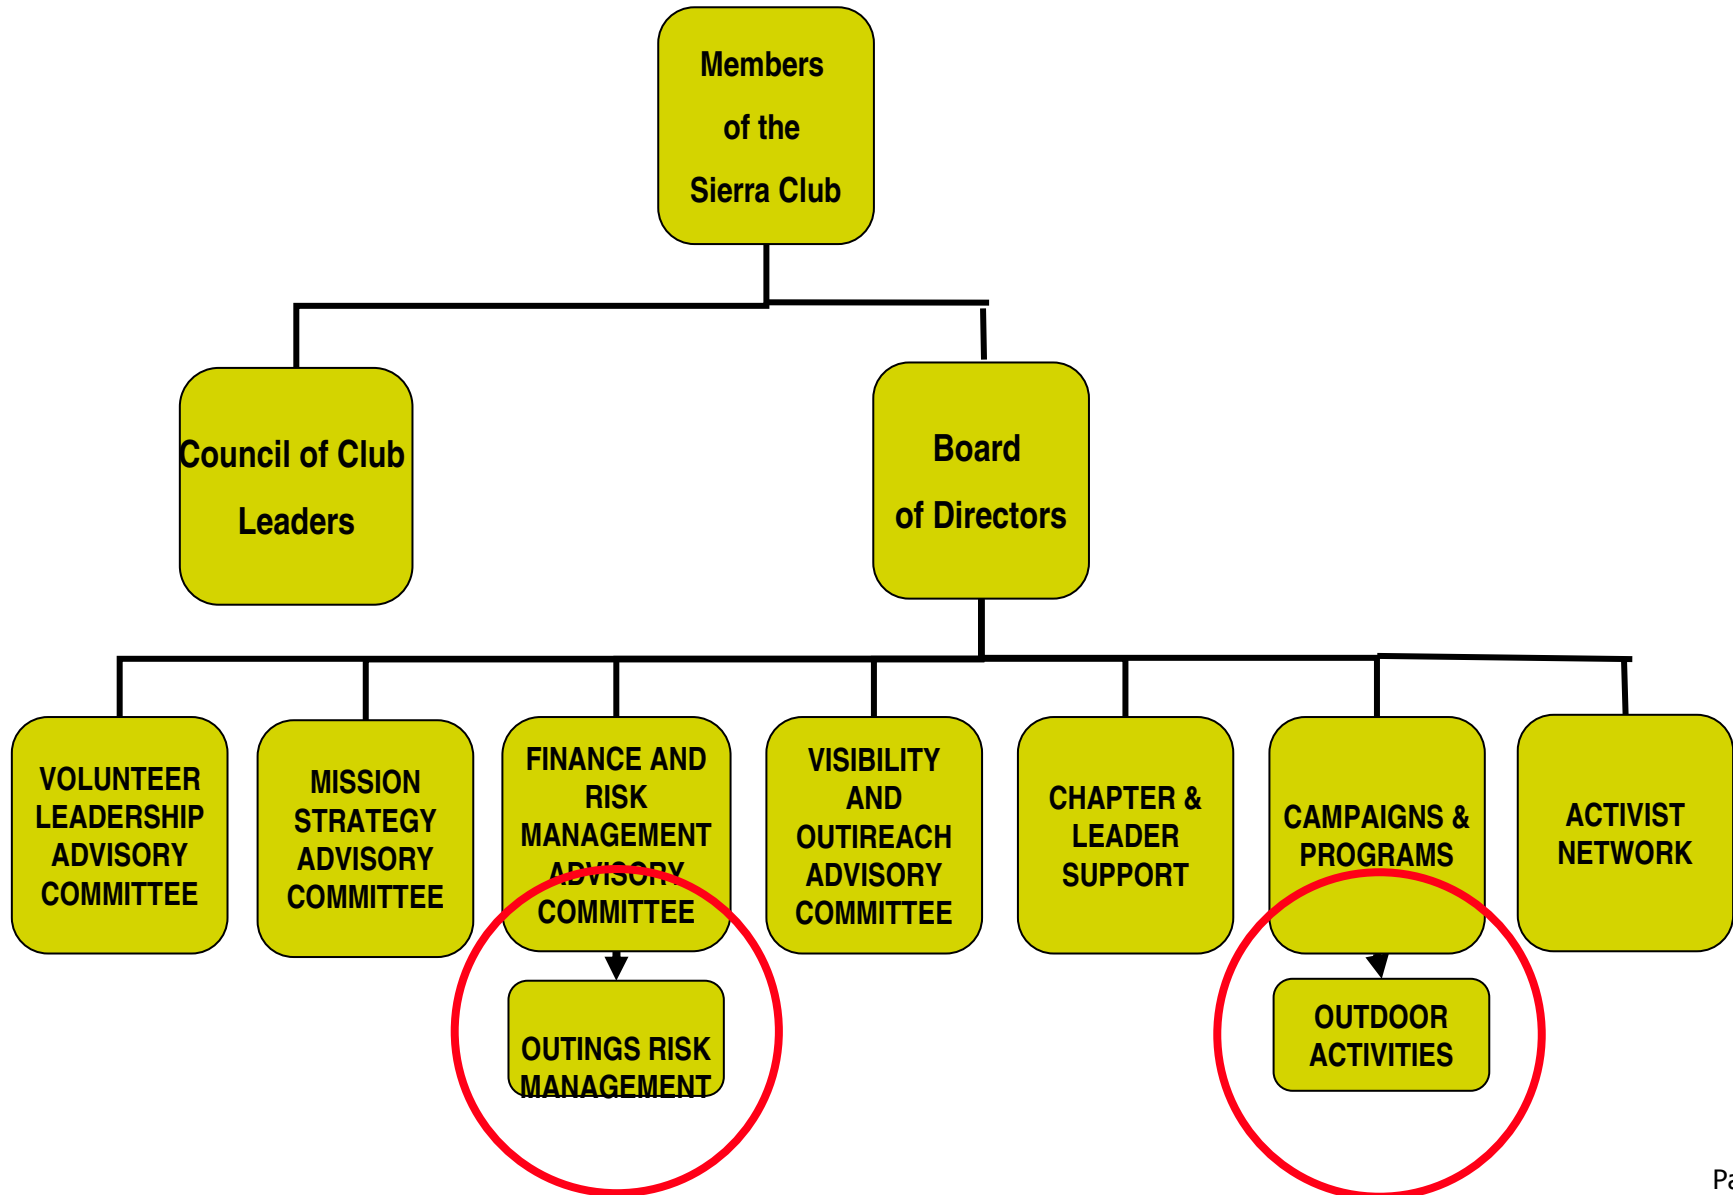 Members
of the
Sierra Club
Council of Club
Leaders
Board
of Directors
VOLUNTEER
LEADERSHIP
ADVISORY
COMMITTEE
MISSION
STRATEGY
ADVISORY
COMMITTEE
FINANCE AND
RISK
MANAGEMENT
ADVISORY
COMMITTEE
VISIBILITY
AND
OUTIREACH
ADVISORY
COMMITTEE
CHAPTER &
LEADER
SUPPORT
CAMPAIGNS &
PROGRAMS
ACTIVIST
NETWORK
OUTINGS RISK
MANAGEMENT
OUTDOOR
ACTIVITIES
Pa